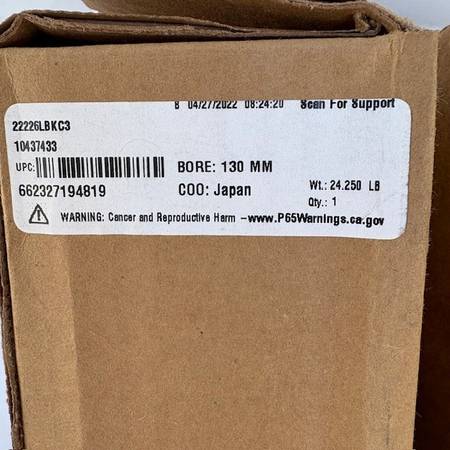 B 04/27/2022 08:24:20 Scan For Support
22226LBKC3
10437433
UPC:
BORE: 130 MM
662327194819
COO: Japan
Wt.: 24.250 LB
Qty.: 1
WARNING: Cancer and Reproductive Harm -www.P65Warnings.ca.gov